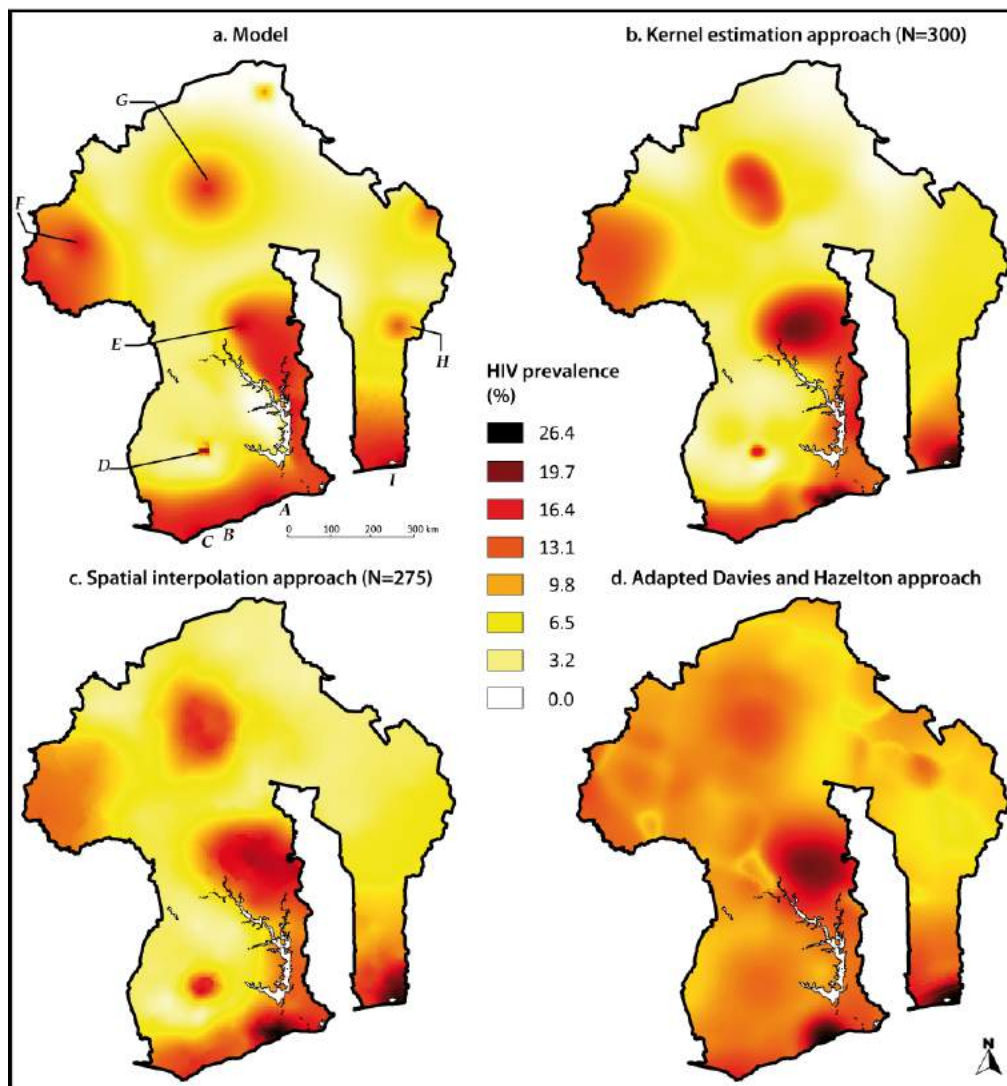 a. Model
b. Kernel estimation approach (N=300)
G
F
E
H
D
I
A
B
C
0 100 200 300 km
HIV prevalence
(%)
26.4
19.7
16.4
13.1
9.8
6.5
3.2
0.0
c. Spatial interpolation approach (N=275)
d. Adapted Davies and Hazelton approach
N